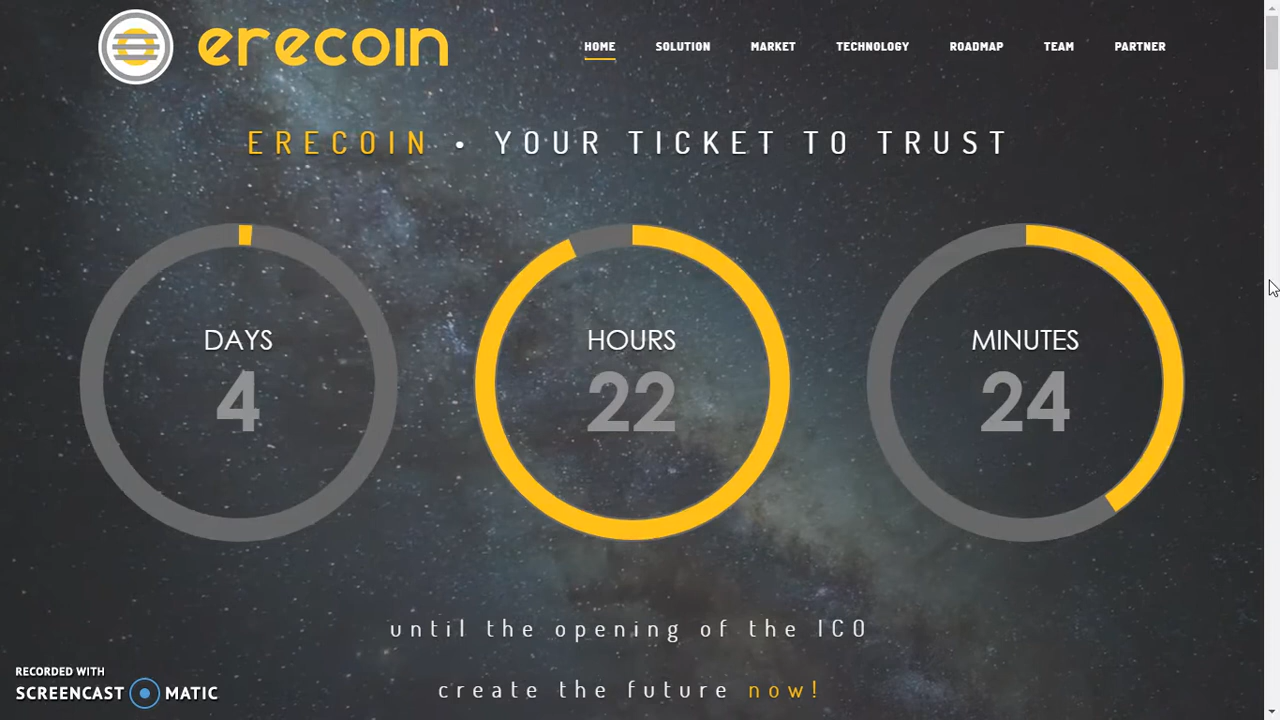 erecoin
HOME SOLUTION MARKET TECHNOLOGY ROADMAP TEAM PARTNER
ERECOIN • YOUR TICKET TO TRUST
DAYS
4
HOURS
22
MINUTES
24
until the opening of the ICO
create the future now!
RECORDED WITH
SCREENCAST MATIC